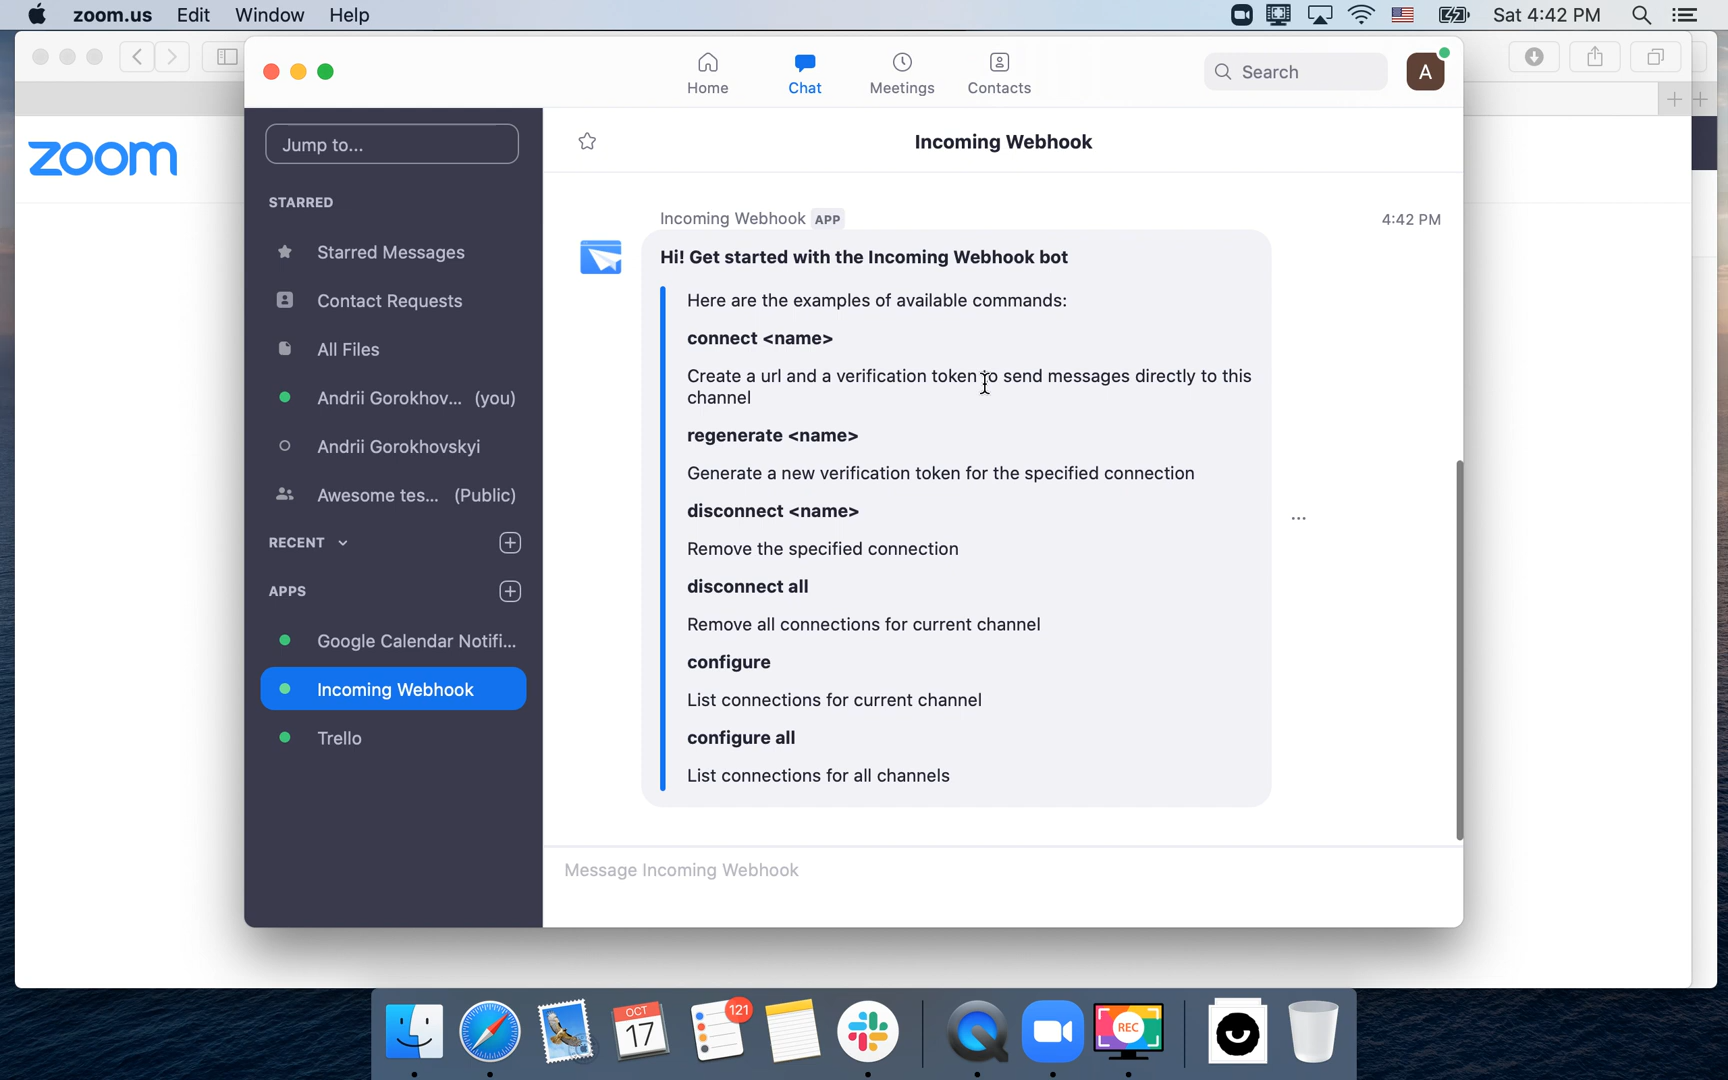 zoom.us Edit Window Help Sat 4:42 PM
Home
Chat
Meetings
Contacts
Search
A
zoom
Jump to...
Incoming Webhook
STARRED
Starred Messages
Contact Requests
All Files
Andrii Gorokhov... (you)
Andrii Gorokhovskyi
Awesome tes... (Public)
RECENT
APPS
Google Calendar Notifi...
Incoming Webhook
Trello
Incoming Webhook APP 4:42 PM
Hi! Get started with the Incoming Webhook bot
Here are the examples of available commands:
connect <name>
Create a url and a verification token to send messages directly to this
channel
regenerate <name>
Generate a new verification token for the specified connection
disconnect <name>
Remove the specified connection
disconnect all
Remove all connections for current channel
configure
List connections for current channel
configure all
List connections for all channels
...
Message Incoming Webhook
OCT
17
121
REC